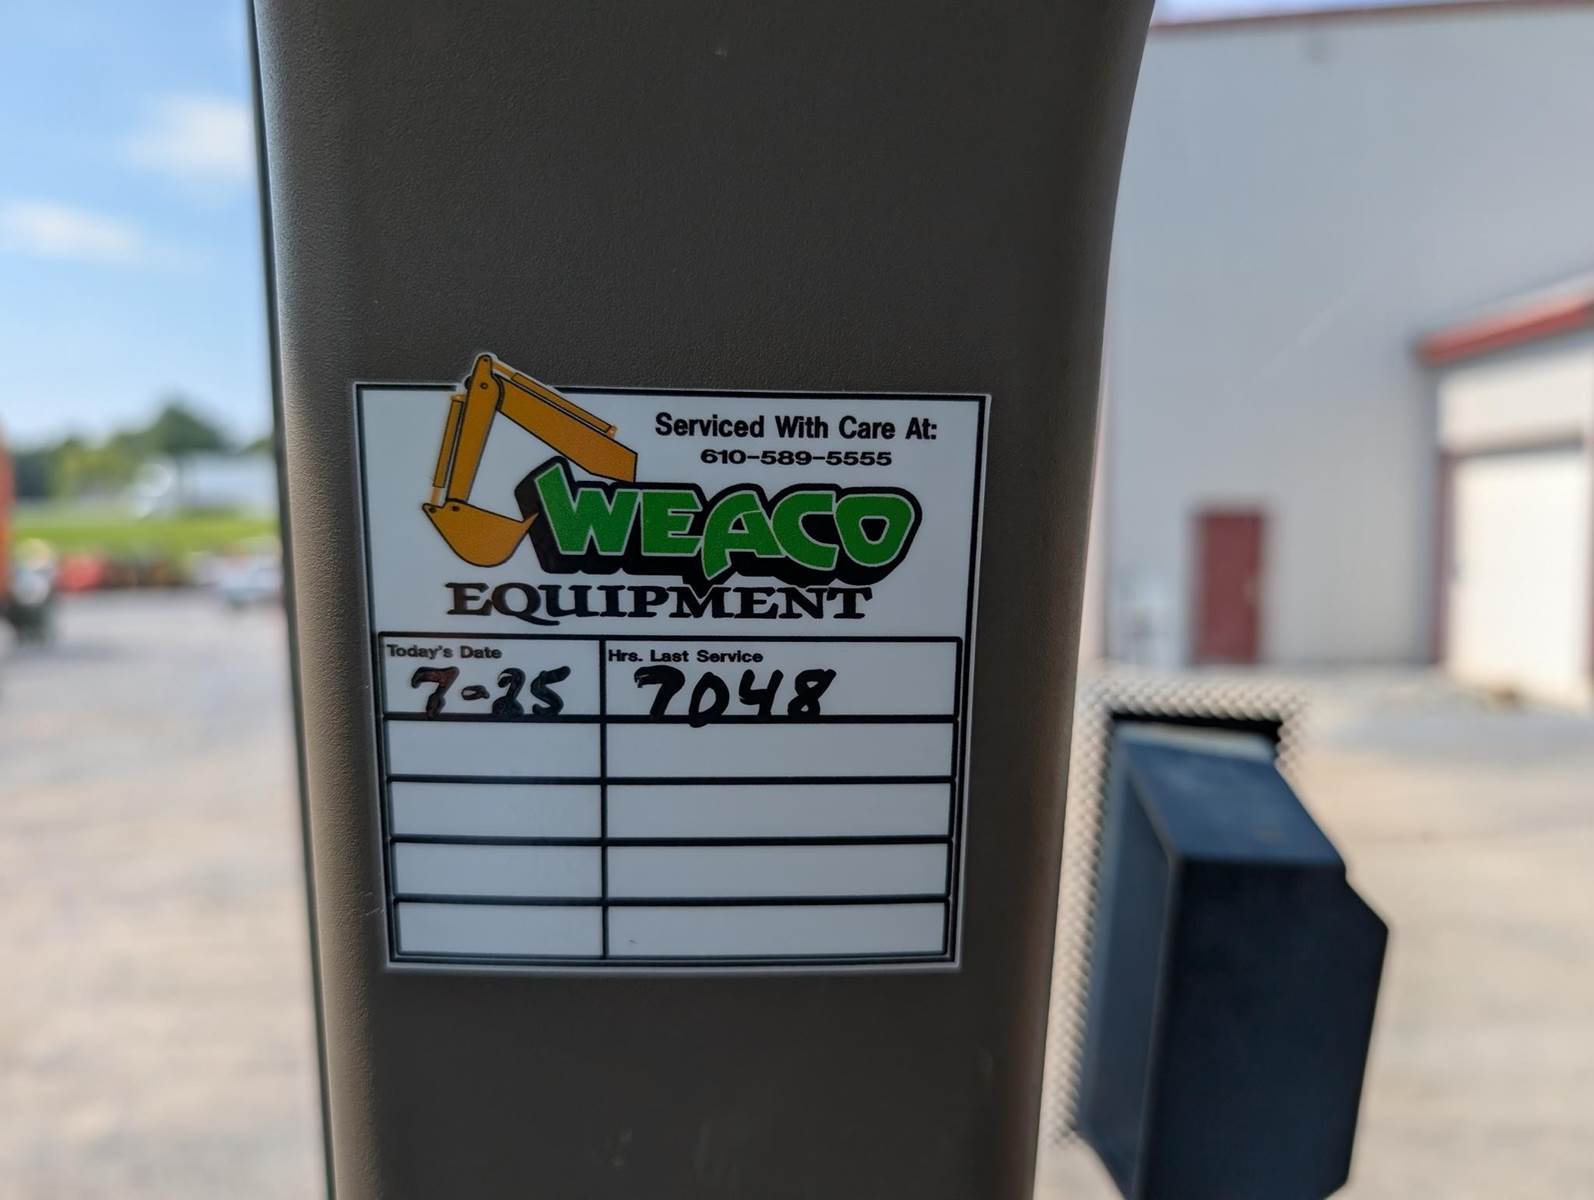 Serviced With Care At:
610-589-5555
WEACO
EQUIPMENT
Today's Date
Hrs. Last Service
7-25
7048